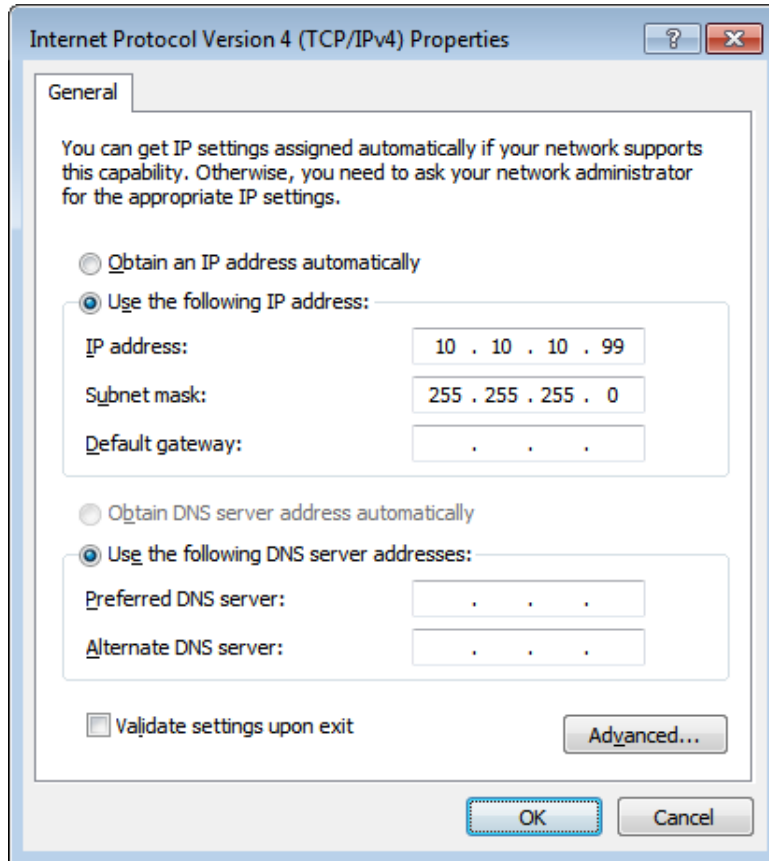 Internet Protocol Version 4 (TCP/IPv4) Properties
?
General
You can get IP settings assigned automatically if your network supports
this capability. Otherwise, you need to ask your network administrator
for the appropriate IP settings.
Obtain an IP address automatically
Use the following IP address:
IP address: 10 . 10 . 10 . 99
Subnet mask: 255 . 255 . 255 . 0
Default gateway: . . .
Obtain DNS server address automatically
Use the following DNS server addresses:
Preferred DNS server: . . .
Alternate DNS server: . . .
Validate settings upon exit
Advanced...
OK Cancel